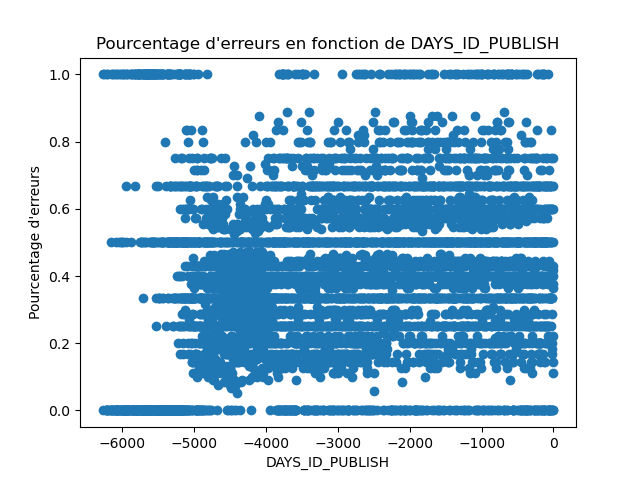 Pourcentage d'erreurs en fonction de DAYS_ID_PUBLISH
1.0
0.8
0.6
0.4
0.2
0.0
Pourcentage d'erreurs
−6000 −5000 −4000 −3000 −2000 −1000 0
DAYS_ID_PUBLISH